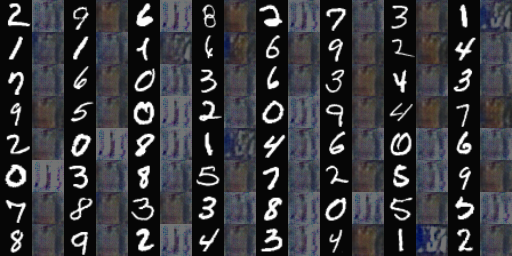 2 9 6 8 2 7 3 1
1 1 1 6 6 9 2 4
7 6 0 3 6 3 4 3
9 5 0 2 0 9 4 7
2 0 8 1 4 6 0 6
0 3 8 5 7 2 5 9
7 8 3 3 8 0 5 5
8 9 2 4 3 4 1 2